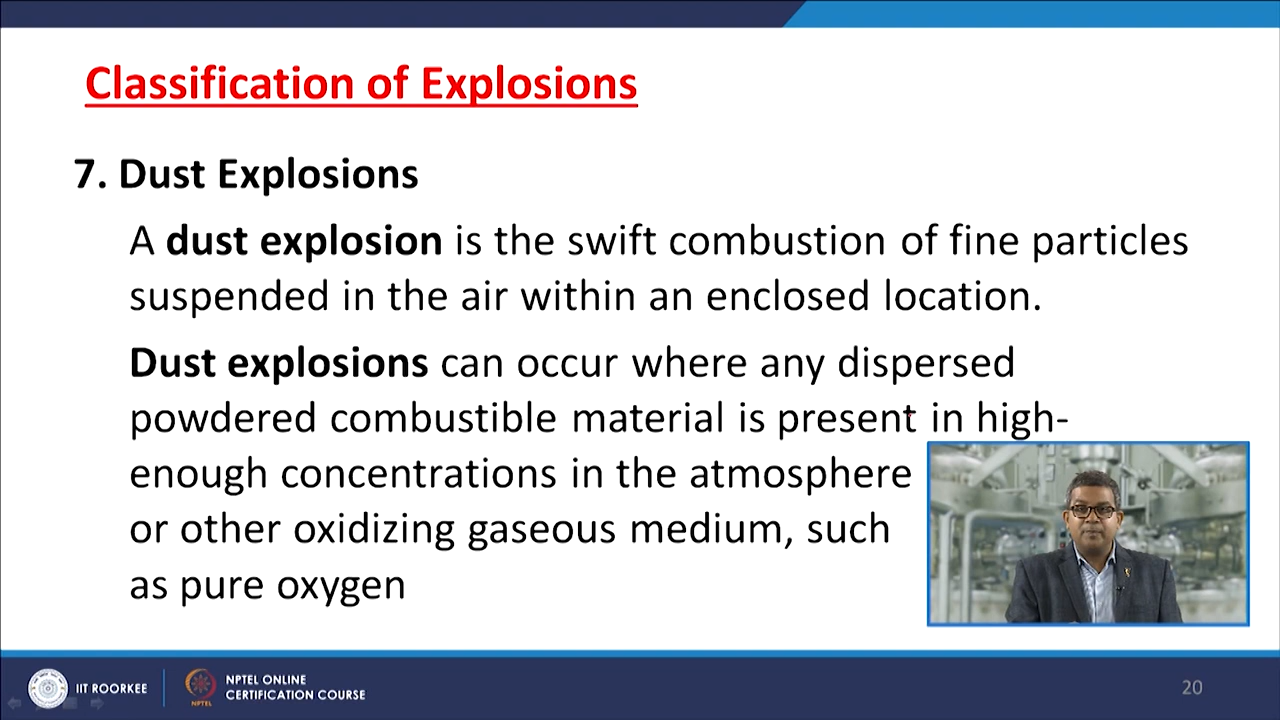 Classification of Explosions
7. Dust Explosions
A dust explosion is the swift combustion of fine particles
suspended in the air within an enclosed location.
Dust explosions can occur where any dispersed
powdered combustible material is present in high-
enough concentrations in the atmosphere
or other oxidizing gaseous medium, such
as pure oxygen
IIT ROORKEE
NPTEL
NPTEL ONLINE
CERTIFICATION COURSE
20